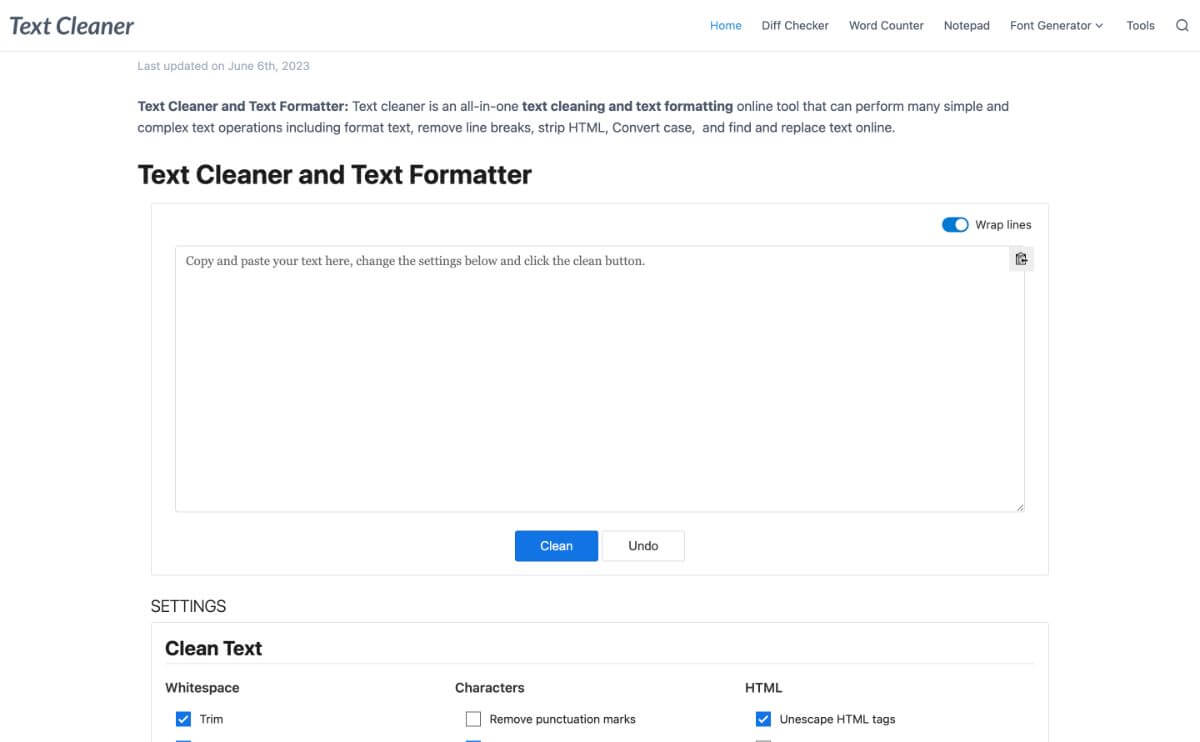 Text Cleaner
Home Diff Checker Word Counter Notepad Font Generator Tools
Last updated on June 6th, 2023
Text Cleaner and Text Formatter: Text cleaner is an all-in-one text cleaning and text formatting online tool that can perform many simple and
complex text operations including format text, remove line breaks, strip HTML, Convert case, and find and replace text online.
Text Cleaner and Text Formatter
Wrap lines
Copy and paste your text here, change the settings below and click the clean button.
Clean Undo
SETTINGS
Clean Text
Whitespace Characters HTML
Trim Remove punctuation marks Unescape HTML tags